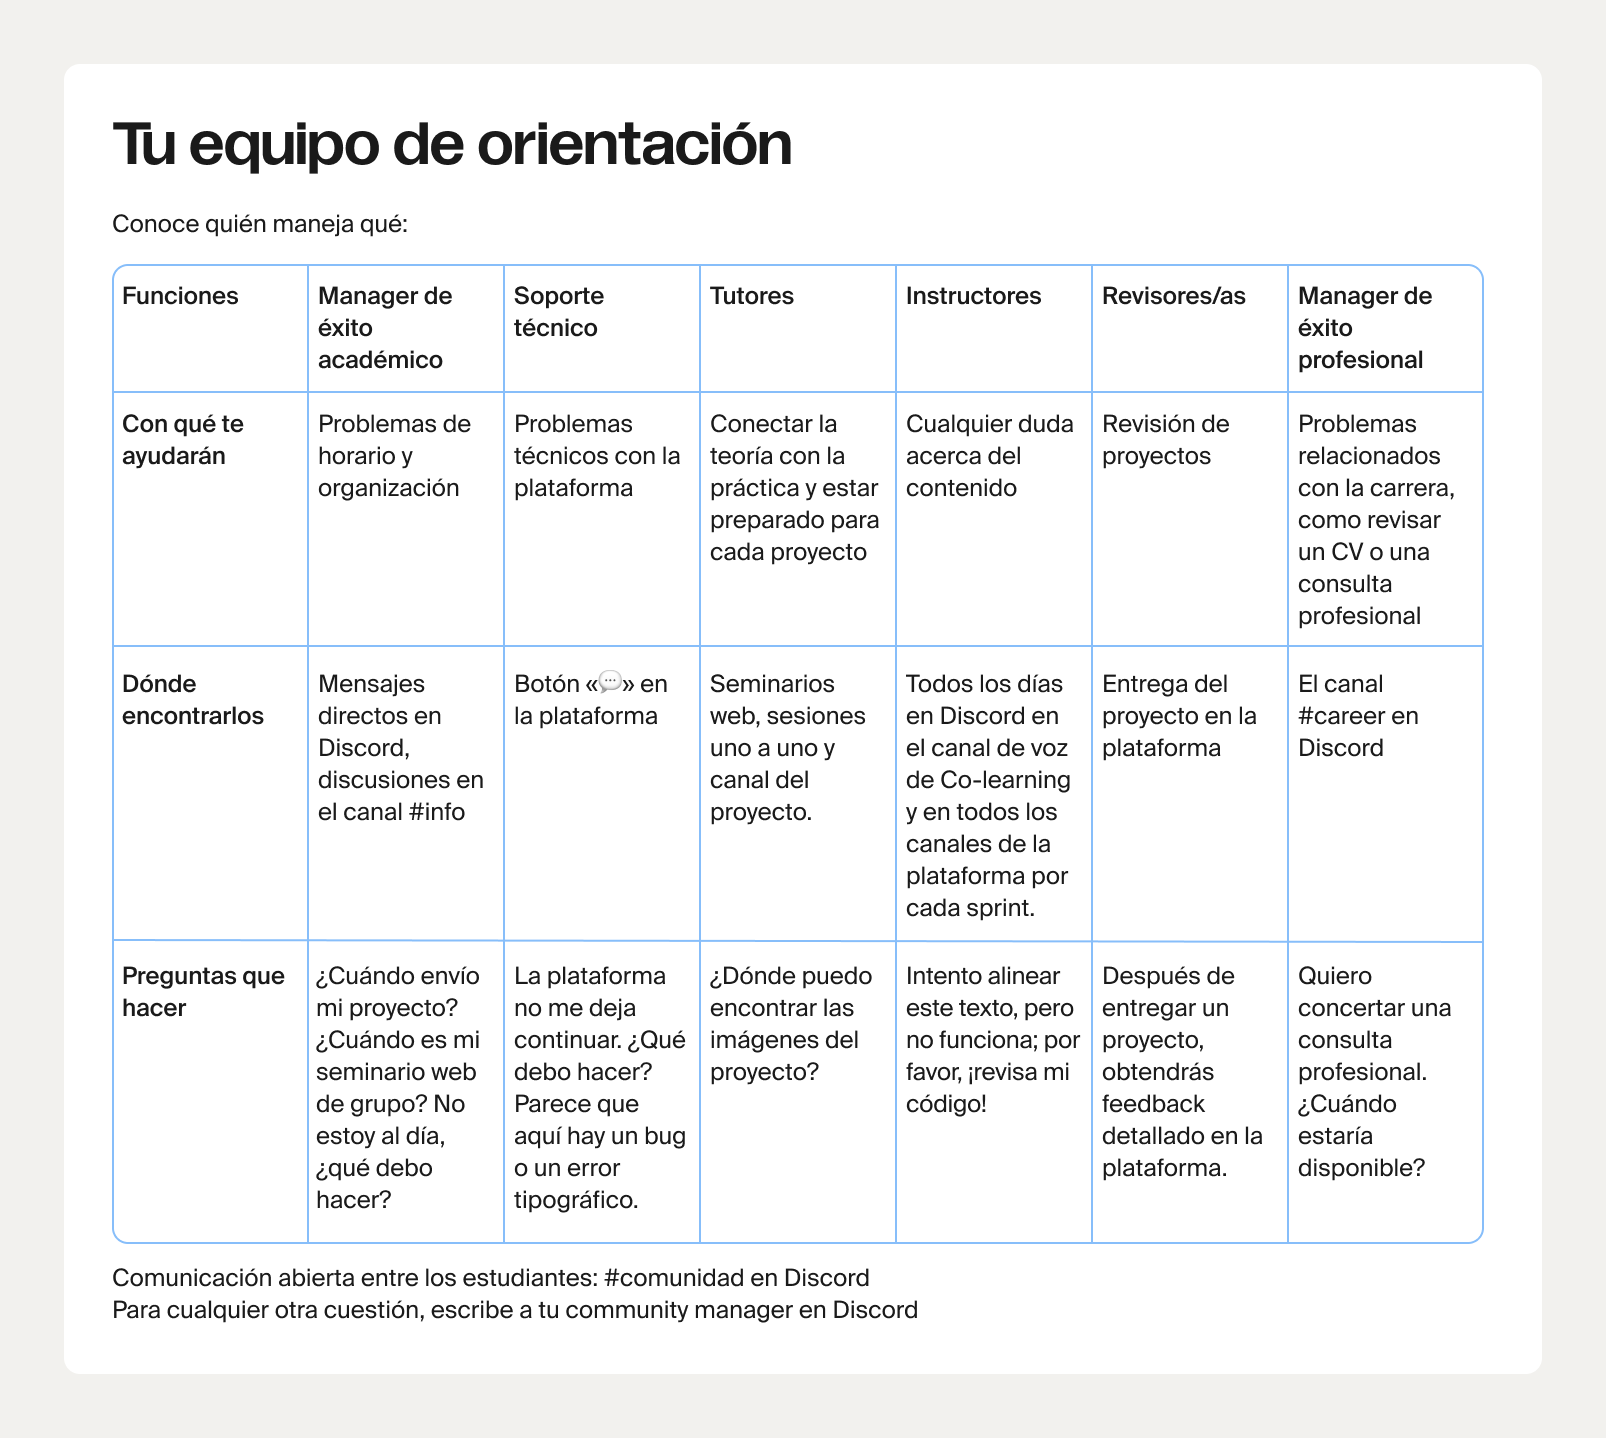 Tu equipo de orientación
Conoce quién maneja qué:
Funciones
Manager de
éxito
académico
Soporte
técnico
Tutores
Instructores
Revisores/as
Manager de
éxito
profesional
Con qué te
ayudarán
Problemas de
horario y
organización
Problemas
técnicos con la
plataforma
Conectar la
teoría con la
práctica y estar
preparado para
cada proyecto
Cualquier duda
acerca del
contenido
Revisión de
proyectos
Problemas
relacionados
con la carrera,
como revisar
un CV o una
consulta
profesional
Dónde
encontrarlos
Mensajes
directos en
Discord,
discusiones en
el canal #info
Botón «💬» en
la plataforma
Seminarios
web, sesiones
uno a uno y
canal del
proyecto.
Todos los días
en Discord en
el canal de voz
de Co-learning
y en todos los
canales de la
plataforma por
cada sprint.
Entrega del
proyecto en la
plataforma
El canal
#career en
Discord
Preguntas que
hacer
¿Cuándo envío
mi proyecto?
¿Cuándo es mi
seminario web
de grupo? No
estoy al día,
¿qué debo
hacer?
La plataforma
no me deja
continuar. ¿Qué
debo hacer?
Parece que
aquí hay un bug
o un error
tipográfico.
¿Dónde puedo
encontrar las
imágenes del
proyecto?
Intento alinear
este texto, pero
no funciona; por
favor, ¡revisa mi
código!
Después de
entregar un
proyecto,
obtendrás
feedback
detallado en la
plataforma.
Quiero
concertar una
consulta
profesional.
¿Cuándo
estaría
disponible?
Comunicación abierta entre los estudiantes: #comunidad en Discord
Para cualquier otra cuestión, escribe a tu community manager en Discord